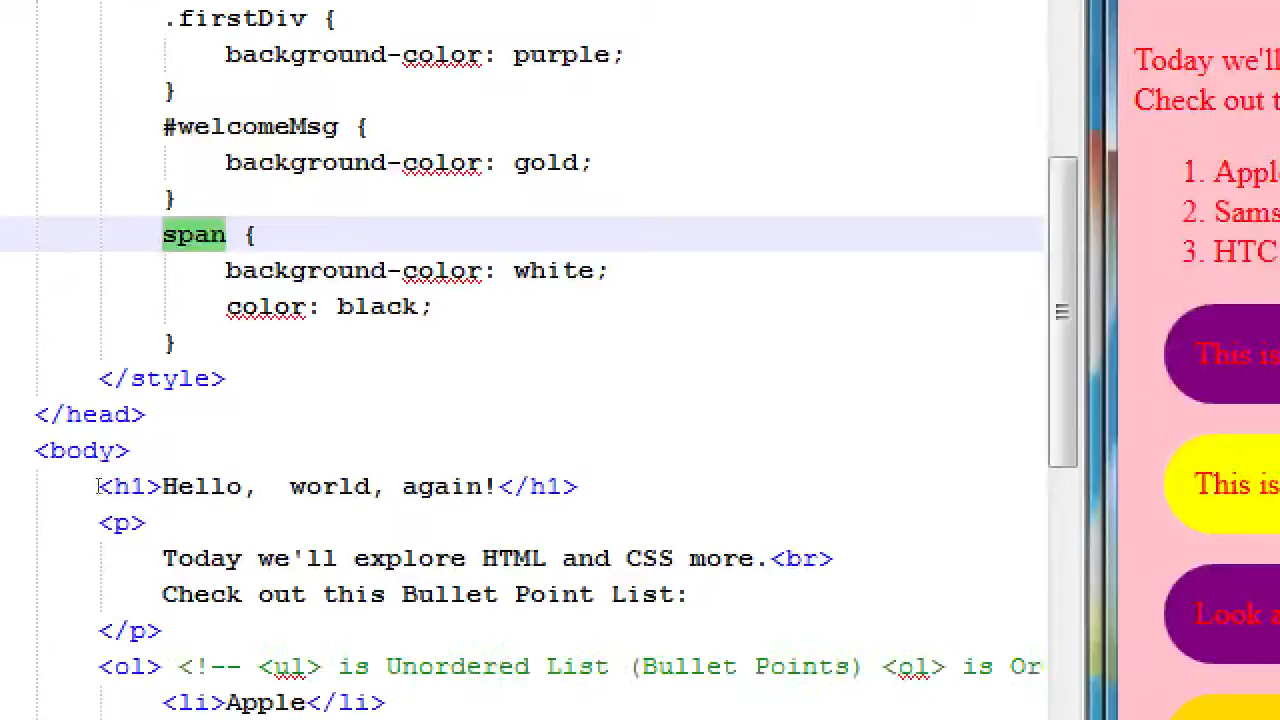 .firstDiv {
background-color: purple;
}
#welcomeMsg {
background-color: gold;
}
span {
background-color: white;
color: black;
}
</style>
</head>
<body>
<h1>Hello,  world, again!</h1>
<p>
Today we'll explore HTML and CSS more.<br>
Check out this Bullet Point List:
</p>
<ol> <!-- <ul> is Unordered List (Bullet Points) <ol> is Or
<li>Apple</li>
Today we'll
Check out t
1. Appl
2. Sams
3. HTC
This is
This is
Look a